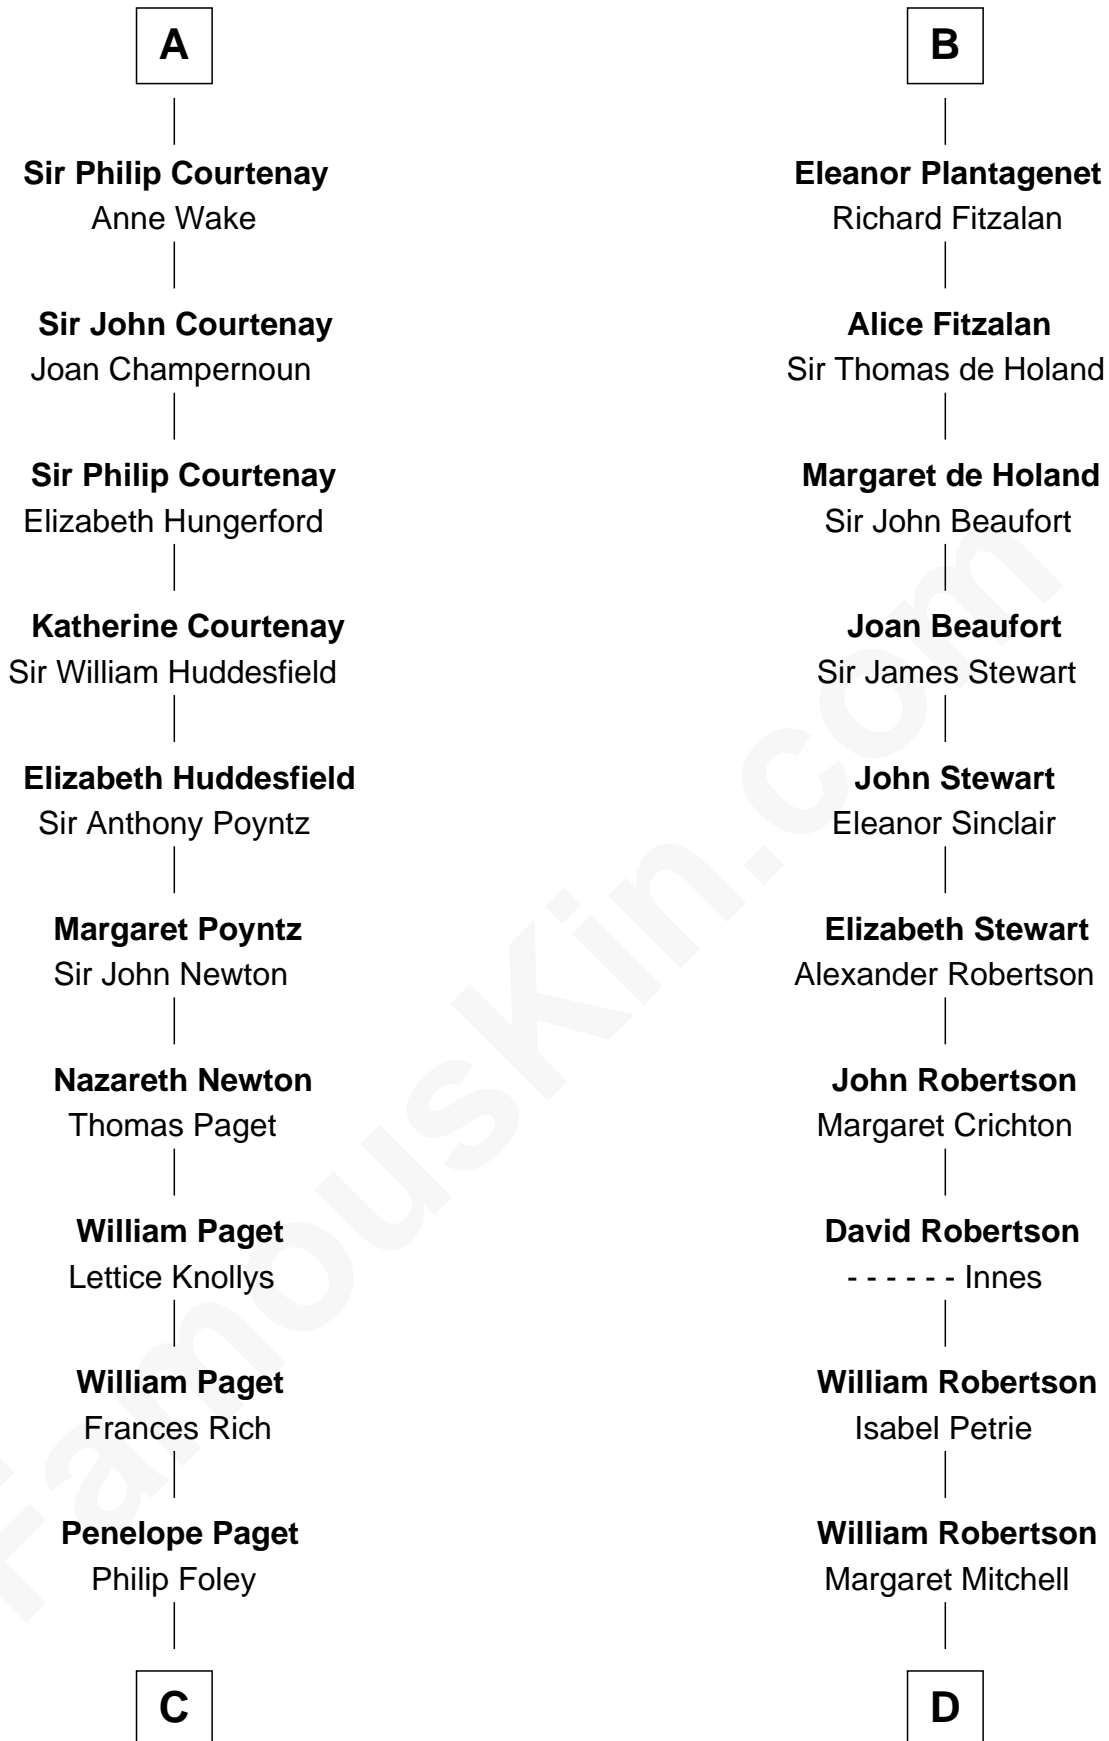 A
Sir Philip Courtenay
Anne Wake
Sir John Courtenay
Joan Champernoun
Sir Philip Courtenay
Elizabeth Hungerford
Katherine Courtenay
Sir William Huddesfield
Elizabeth Huddesfield
Sir Anthony Poyntz
Margaret Poyntz
Sir John Newton
Nazareth Newton
Thomas Paget
William Paget
Lettice Knollys
William Paget
Frances Rich
Penelope Paget
Philip Foley
C
B
Eleanor Plantagenet
Richard Fitzalan
Alice Fitzalan
Sir Thomas de Holand
Margaret de Holand
Sir John Beaufort
Joan Beaufort
Sir James Stewart
John Stewart
Eleanor Sinclair
Elizabeth Stewart
Alexander Robertson
John Robertson
Margaret Crichton
David Robertson
- - - - - - Innes
William Robertson
Isabel Petrie
William Robertson
Margaret Mitchell
D
FamousKin.com